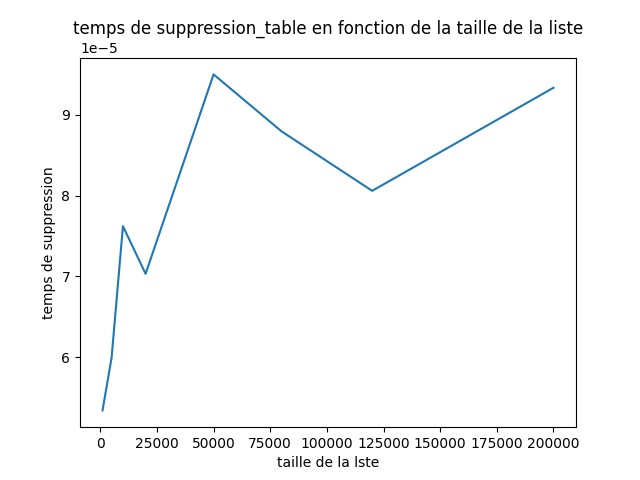 temps de suppression_table en fonction de la taille de la liste
1e−5
9
8
7
6
temps de suppression
0 25000 50000 75000 100000 125000 150000 175000 200000
taille de la lste